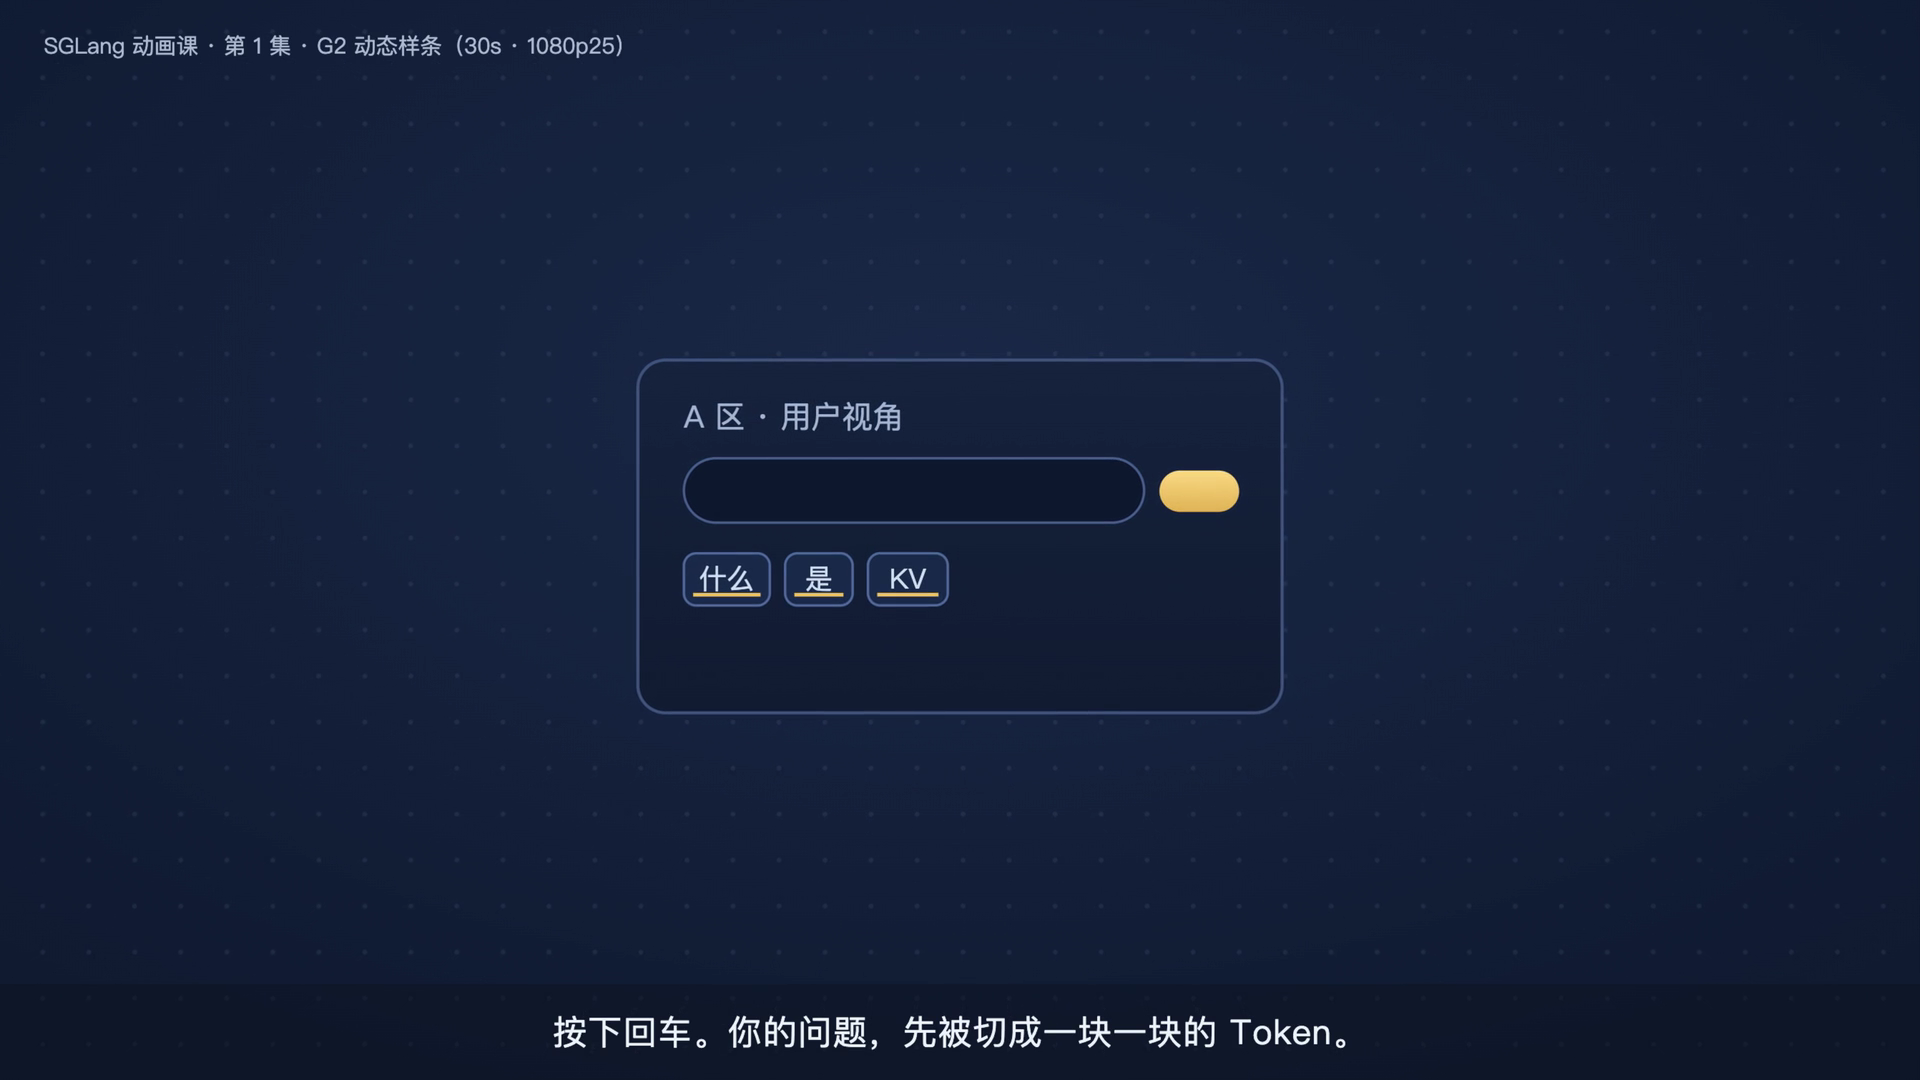 SGLang 动画课 · 第 1 集 · G2 动态样条（30s · 1080p25）
A 区 · 用户视角
什么 是 KV
按下回车。你的问题，先被切成一块一块的 Token。